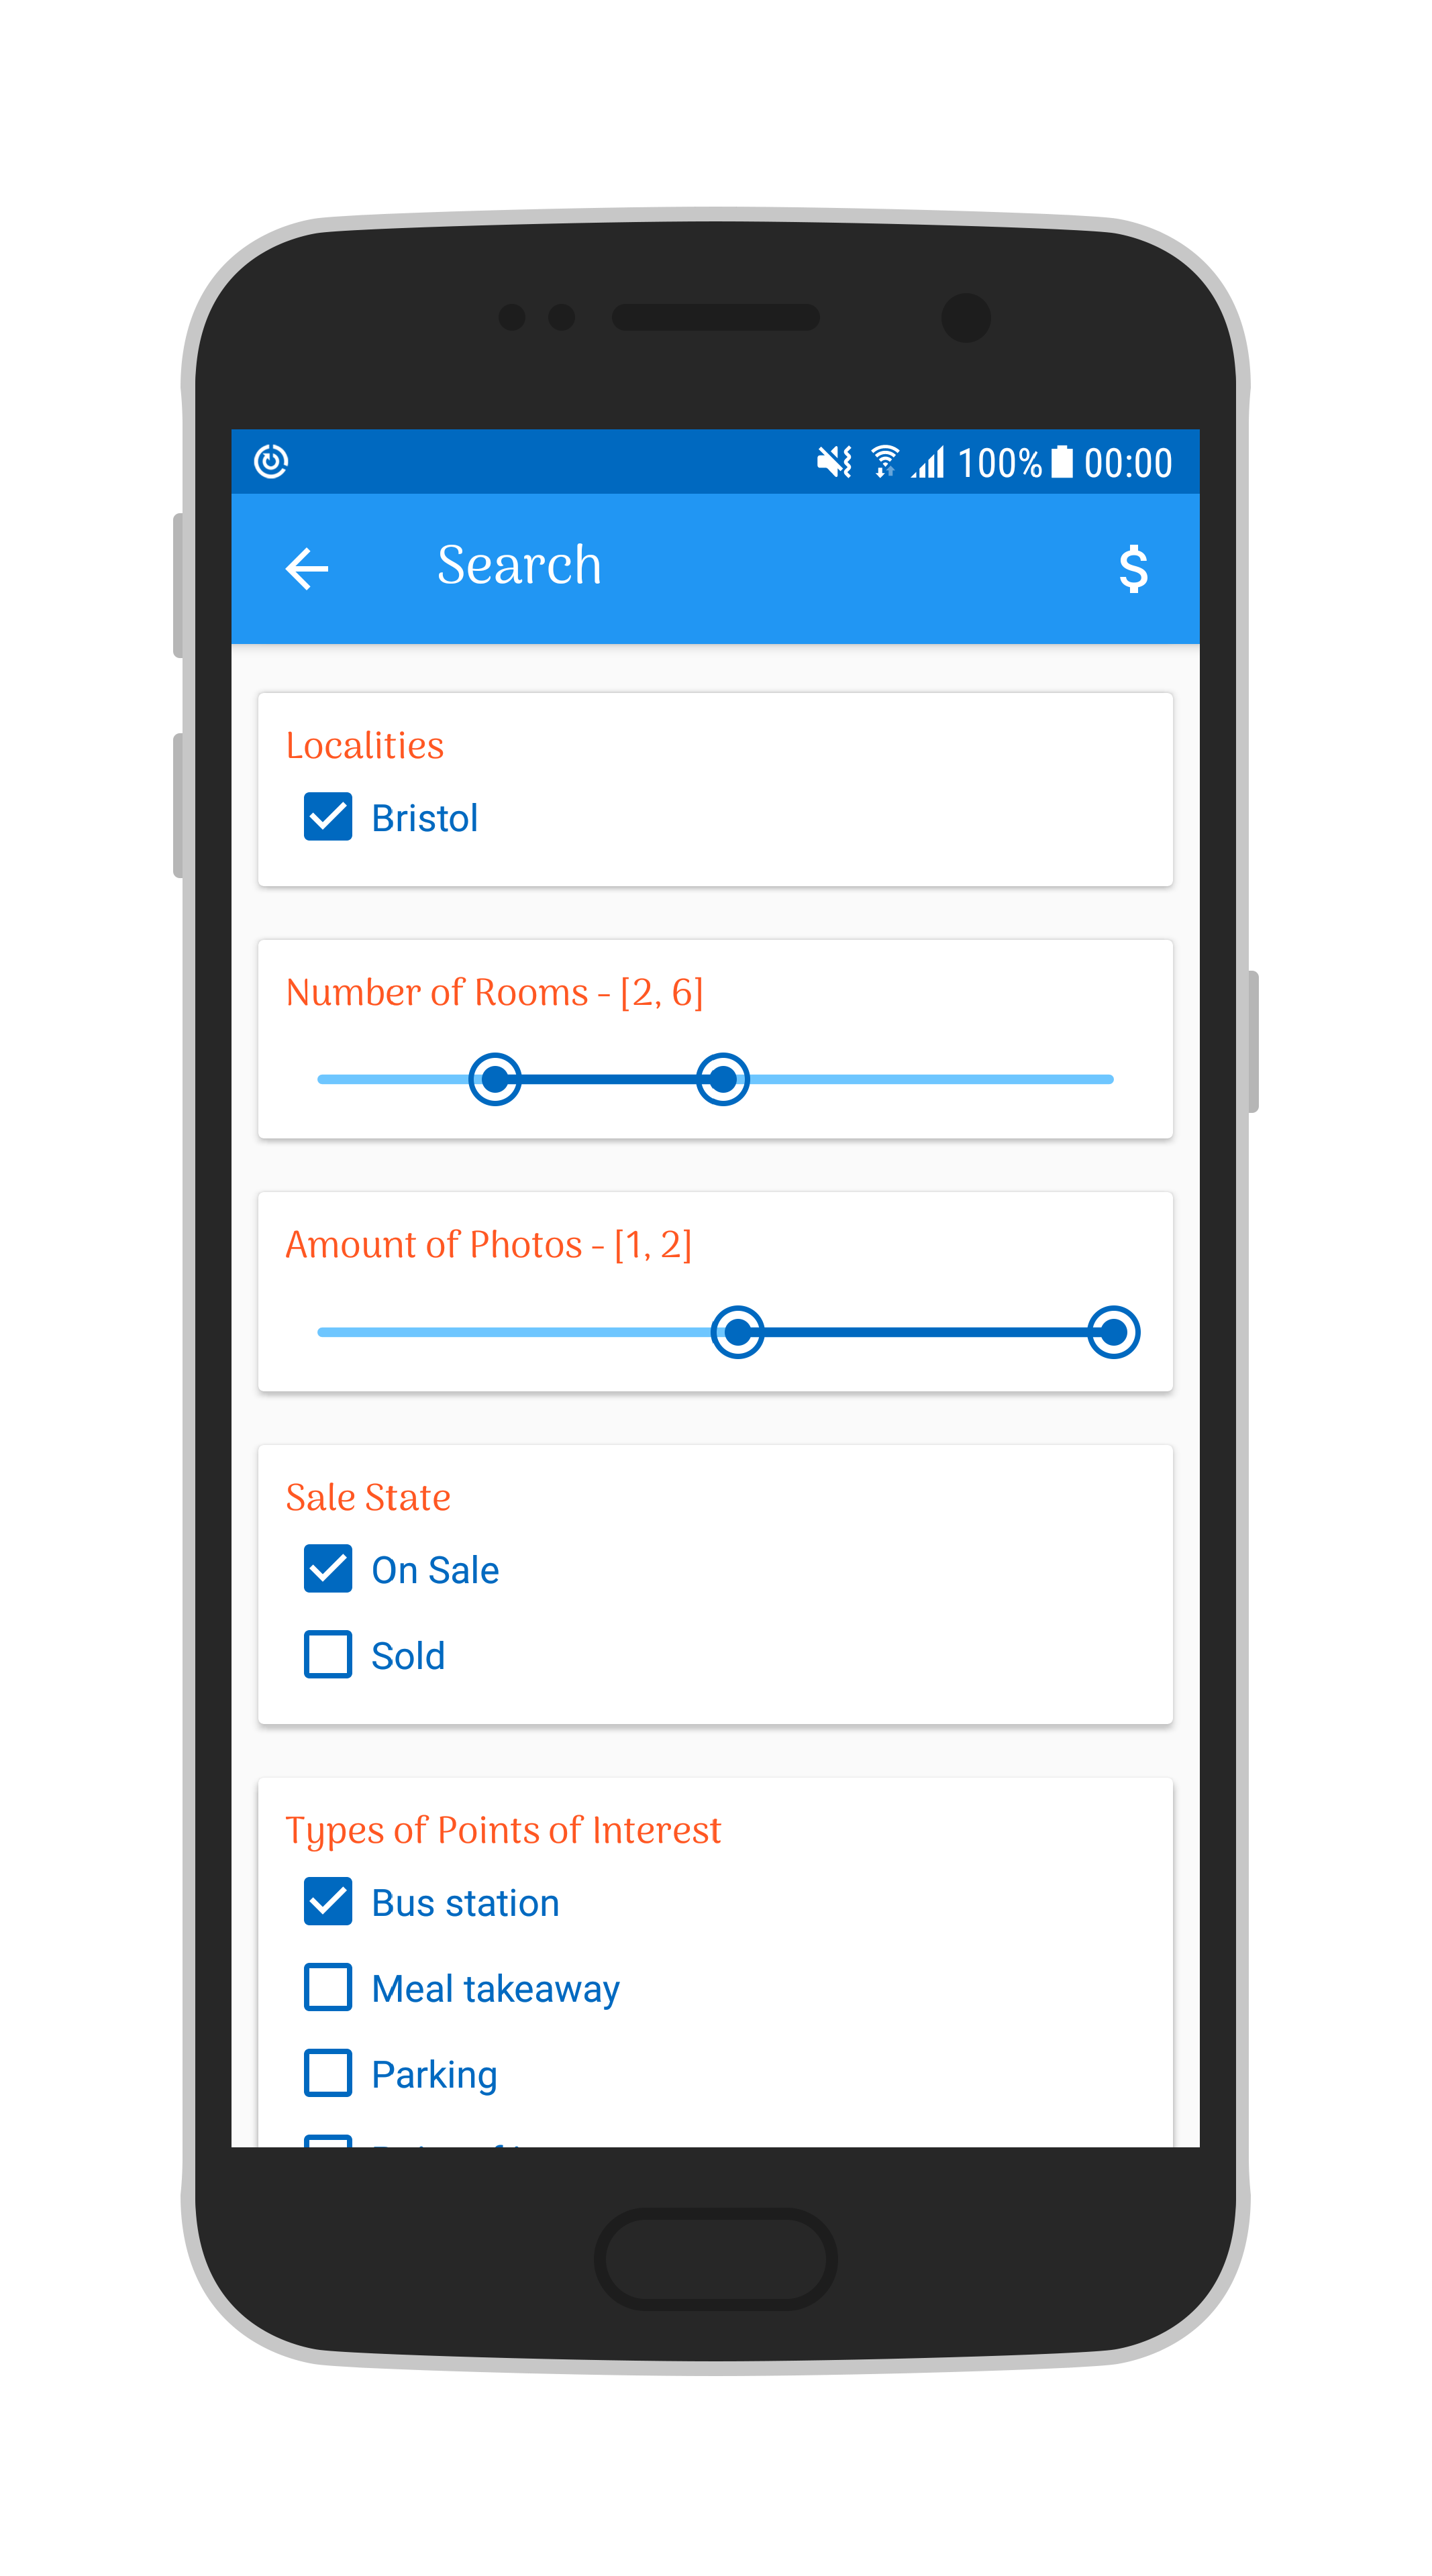 100% 00:00
Search $
Localities
Bristol
Number of Rooms - [2, 6]
Amount of Photos - [1, 2]
Sale State
On Sale
Sold
Types of Points of Interest
Bus station
Meal takeaway
Parking